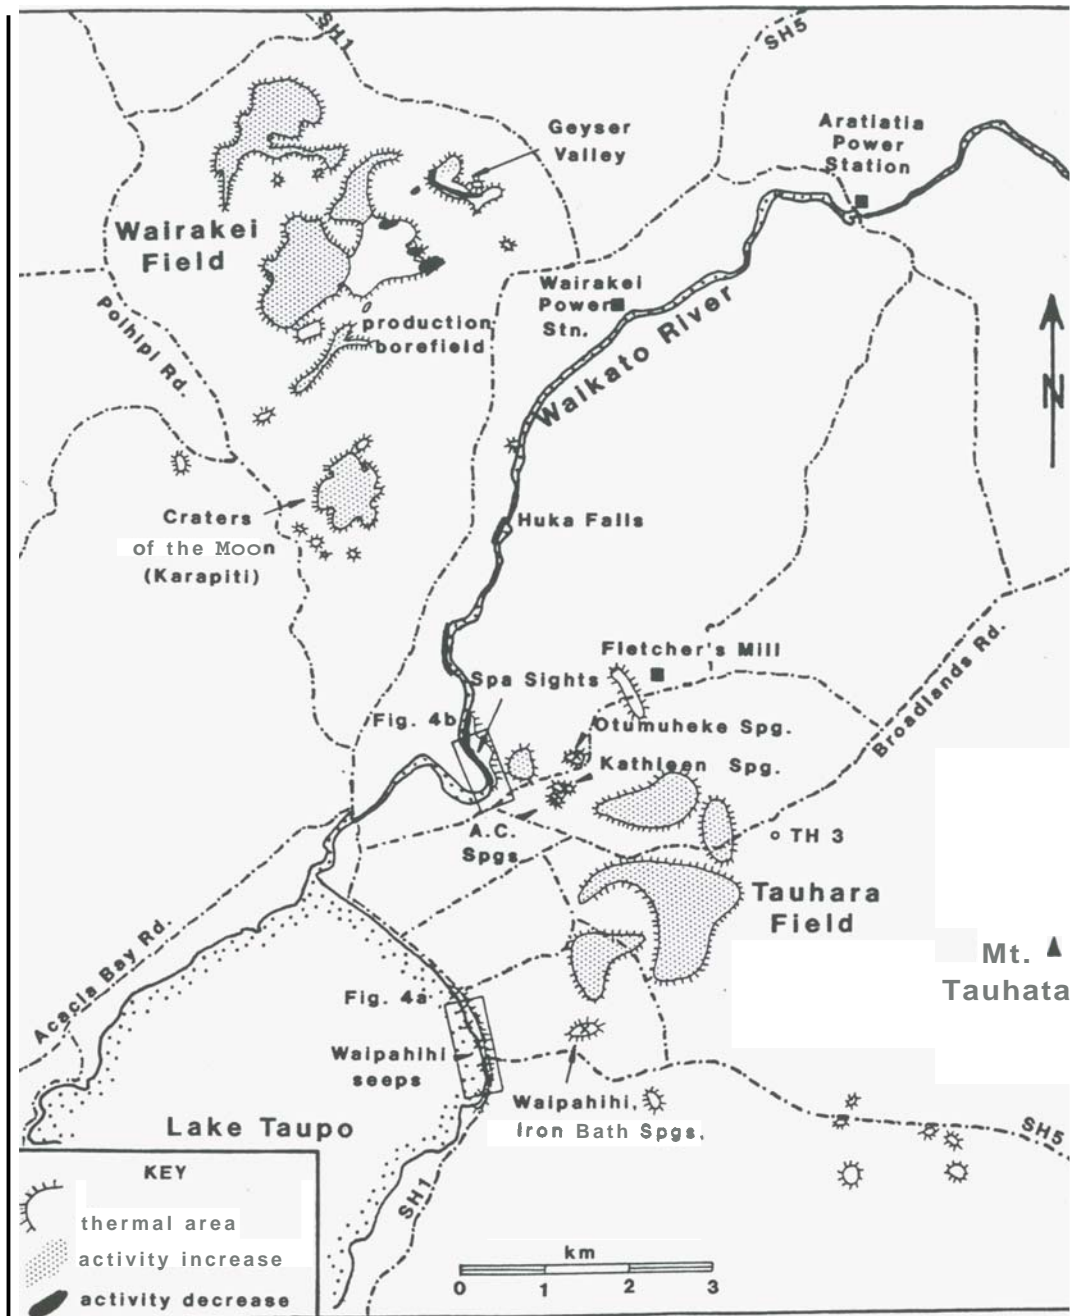 SH1
SH5
Geyser
Valley
Aratiatia
Power
Station
Wairakei
Field
Wairakei
Power
Stn.
Poihipi Rd.
production
borefield
Waikato River
N
Craters
of the Moon
(Karapiti)
Huka Falls
Fletcher's Mill
Spa Sights
Fig. 4b
Otumuheke Spg.
Kathleen Spg.
Broadlands Rd.
A.C.
Spgs
TH 3
Tauhara
Field
Mt.
Tauhata
Acacia Bay Rd.
Fig. 4a
Waipahihi
seeps
Waipahihi,
Iron Bath Spgs,
Lake Taupo
SH5
SH1
KEY
thermal area
activity increase
activity decrease
km
0 1 2 3